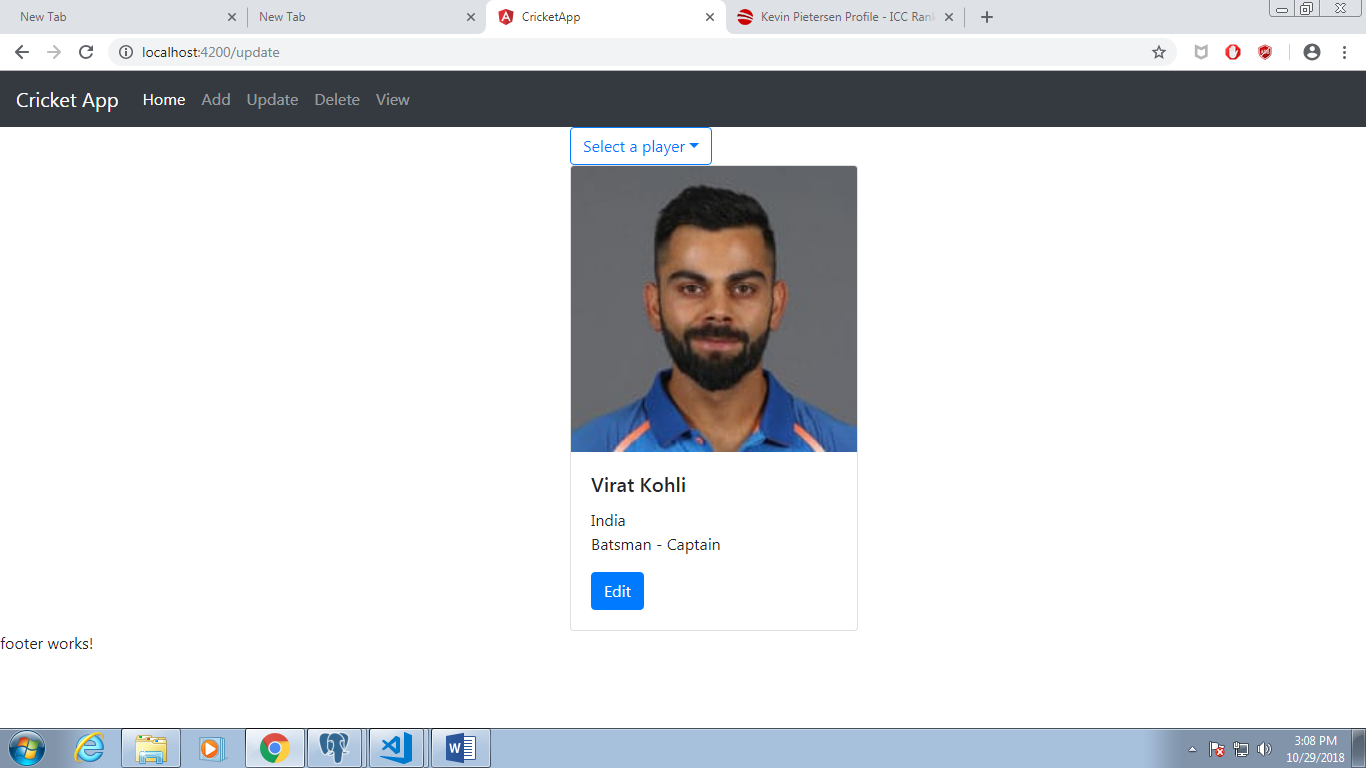 New Tab
New Tab
CricketApp
Kevin Pietersen Profile - ICC Ran
localhost:4200/update
Cricket App
Home
Add
Update
Delete
View
Select a player
Virat Kohli
India
Batsman - Captain
Edit
footer works!
3:08 PM
10/29/2018